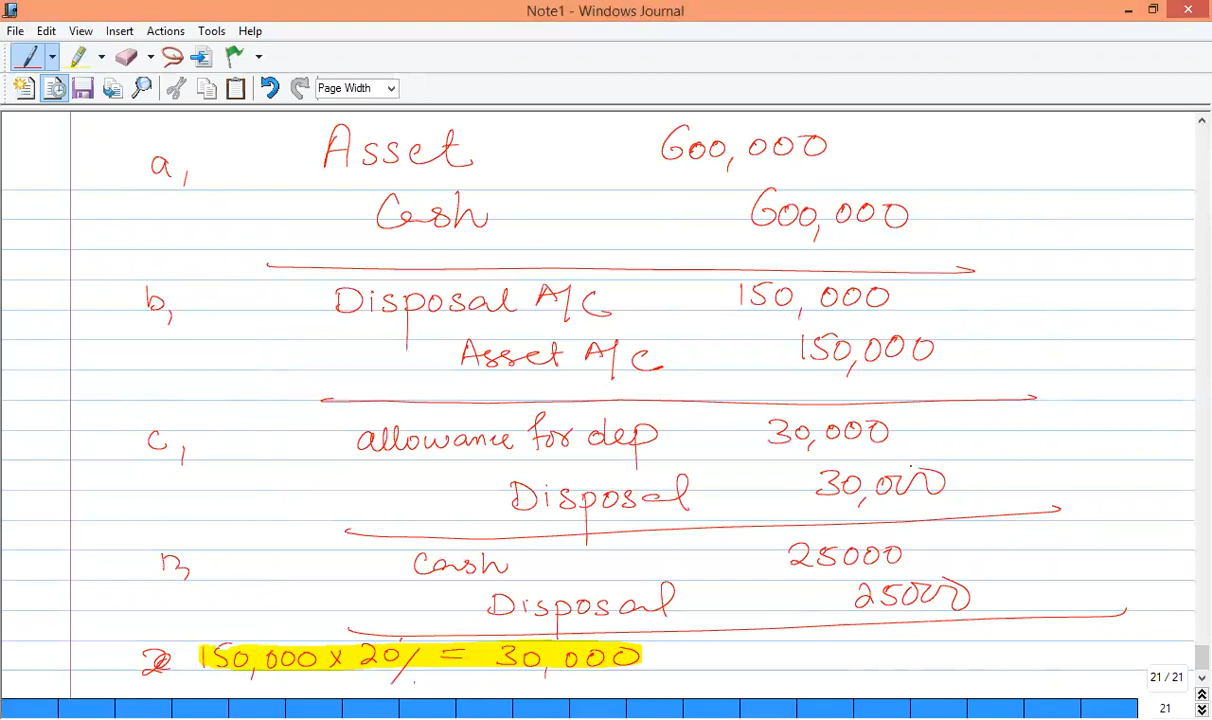 Note1 - Windows Journal
File Edit View Insert Actions Tools Help
Page Width
a, Asset 600,000
Cash 600,000
b, Disposal A/C 150,000
Asset A/C 150,000
c, allowance for dep 30,000
Disposal 30,000
Cash 25000
Disposal 25000
150,000 x 20% = 30,000
21 / 21
21